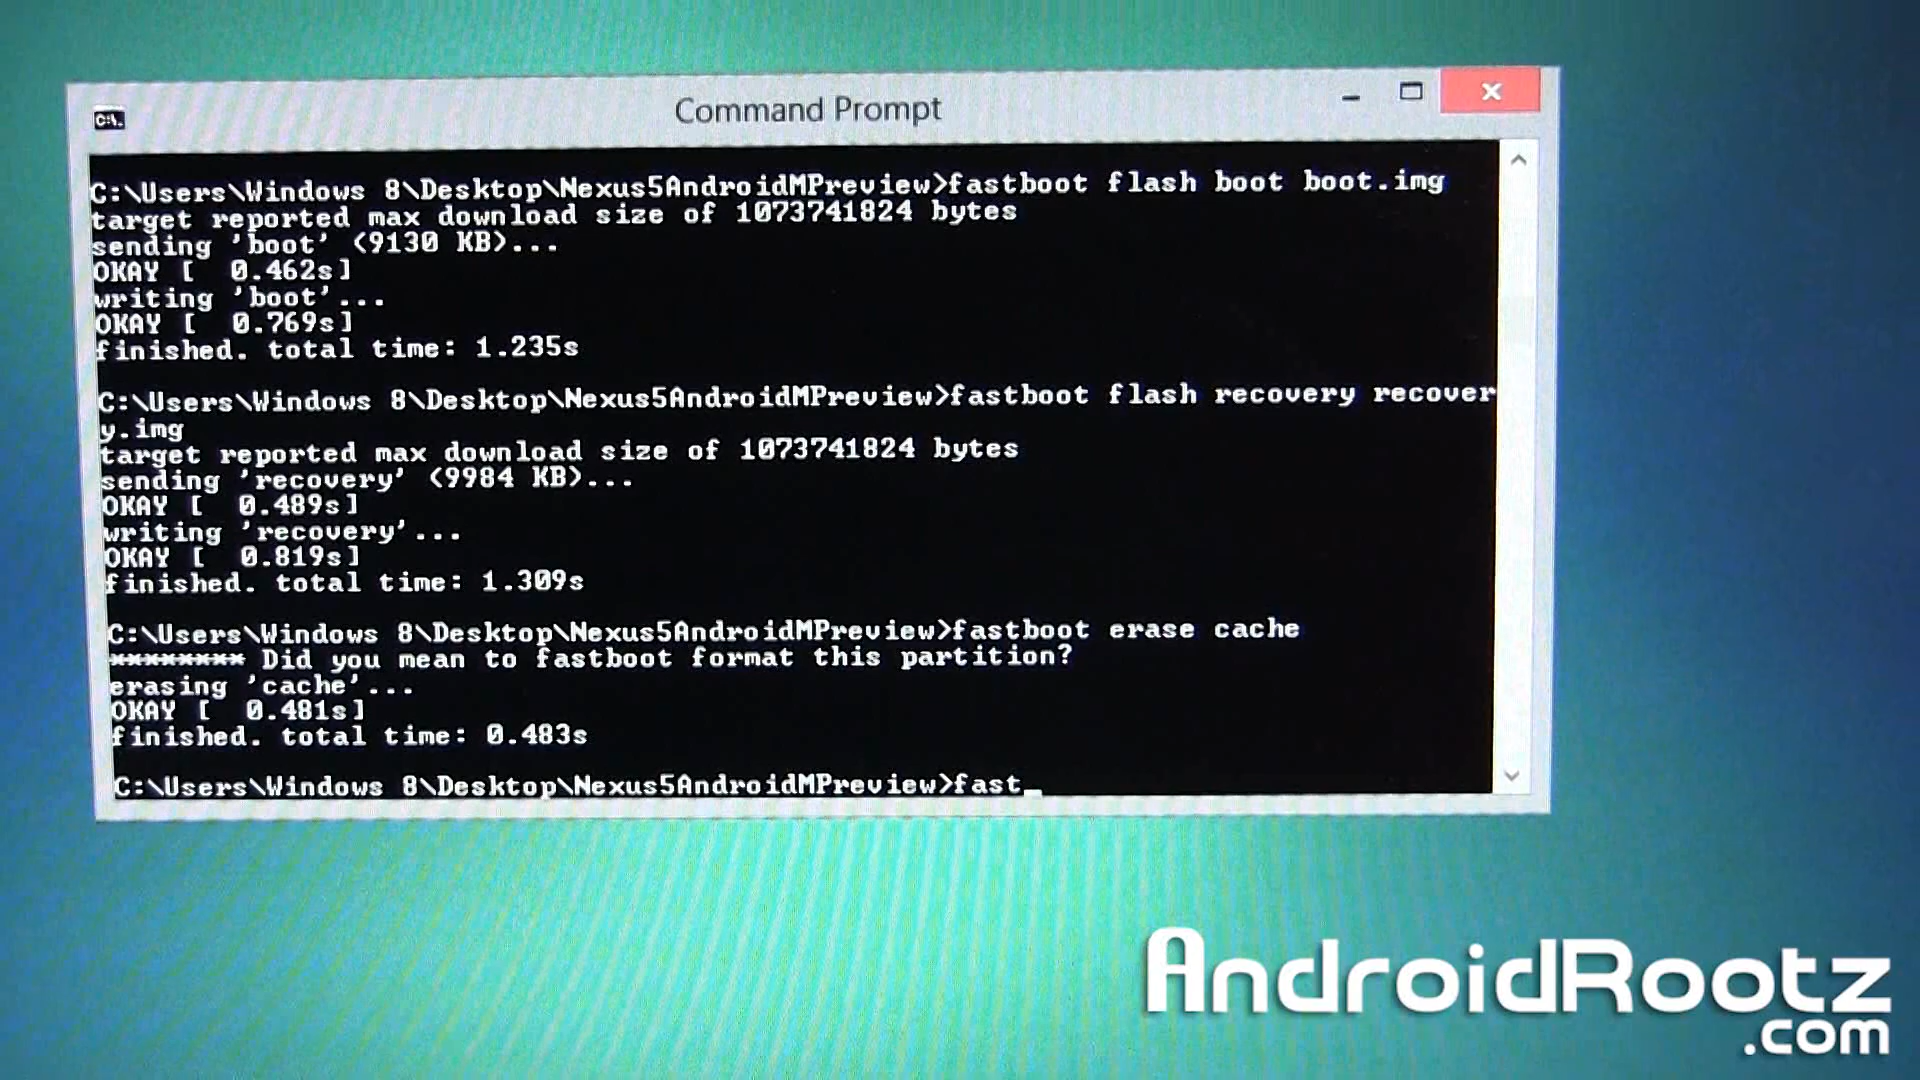 Command Prompt
C:\Users\Windows 8\Desktop\Nexus5AndroidMPreview>fastboot flash boot boot.img
target reported max download size of 1073741824 bytes
sending 'boot' (9130 KB)...
OKAY [  0.462s]
writing 'boot'...
OKAY [  0.769s]
finished. total time: 1.235s
C:\Users\Windows 8\Desktop\Nexus5AndroidMPreview>fastboot flash recovery recover
y.img
target reported max download size of 1073741824 bytes
sending 'recovery' (9984 KB)...
OKAY [  0.489s]
writing 'recovery'...
OKAY [  0.819s]
finished. total time: 1.309s
C:\Users\Windows 8\Desktop\Nexus5AndroidMPreview>fastboot erase cache
******** Did you mean to fastboot format this partition?
erasing 'cache'...
OKAY [  0.481s]
finished. total time: 0.483s
C:\Users\Windows 8\Desktop\Nexus5AndroidMPreview>fast_
AndroidRootz
.com